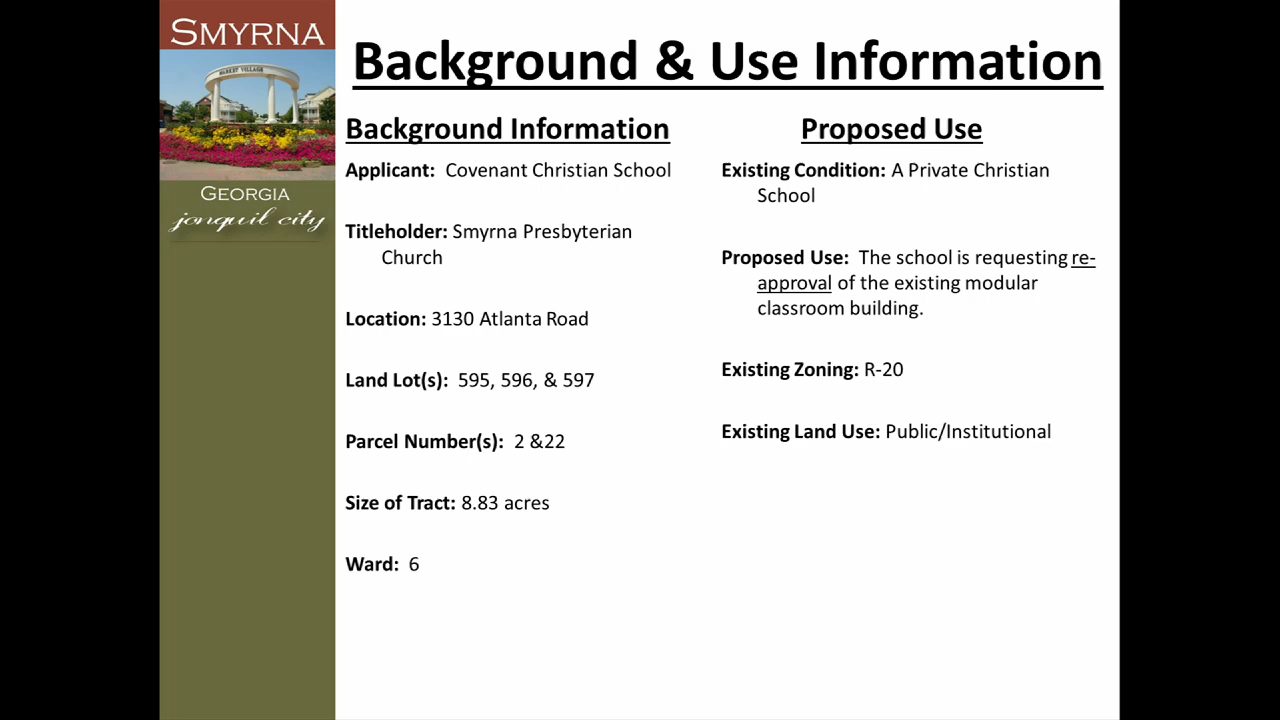 SMYRNA
MARKET VILLAGE
GEORGIA
jonquil city
Background & Use Information
Background Information
Applicant: Covenant Christian School
Titleholder: Smyrna Presbyterian
Church
Location: 3130 Atlanta Road
Land Lot(s): 595, 596, & 597
Parcel Number(s): 2 &22
Size of Tract: 8.83 acres
Ward: 6
Proposed Use
Existing Condition: A Private Christian
School
Proposed Use: The school is requesting re-
approval of the existing modular
classroom building.
Existing Zoning: R-20
Existing Land Use: Public/Institutional